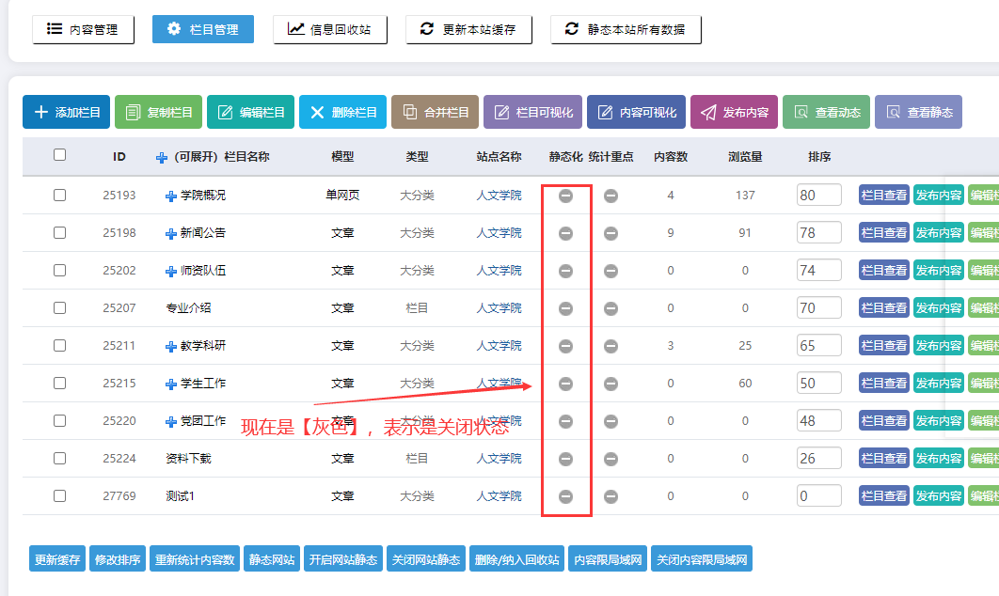 内容管理 栏目管理 信息回收站 更新本站缓存 静态本站所有数据
添加栏目 复制栏目 编辑栏目 删除栏目 合并栏目 栏目可视化 内容可视化 发布内容 查看动态 查看静态
ID (可展开) 栏目名称 模型 类型 站点名称 静态化 统计重点 内容数 浏览量 排序
25193 学院概况 单网页 大分类 人文学院 4 137 80 栏目查看 发布内容 编辑
25198 新闻公告 文章 大分类 人文学院 9 91 78 栏目查看 发布内容 编辑
25202 师资队伍 文章 大分类 人文学院 0 0 74 栏目查看 发布内容 编辑
25207 专业介绍 文章 栏目 人文学院 0 0 70 栏目查看 发布内容 编辑
25211 教学科研 文章 大分类 人文学院 3 25 65 栏目查看 发布内容 编辑
25215 学生工作 文章 大分类 人文学院 0 60 50 栏目查看 发布内容 编辑
25220 党团工作 文章 大分类 人文学院 0 0 48 栏目查看 发布内容 编辑
现在是【灰色】，表示是关闭状态
25224 资料下载 文章 栏目 人文学院 0 0 26 栏目查看 发布内容 编辑
27769 测试1 文章 大分类 人文学院 0 0 0 栏目查看 发布内容 编辑
更新缓存 修改排序 重新统计内容数 静态网站 开启网站静态 关闭网站静态 删除/纳入回收站 内容限局域网 关闭内容限局域网